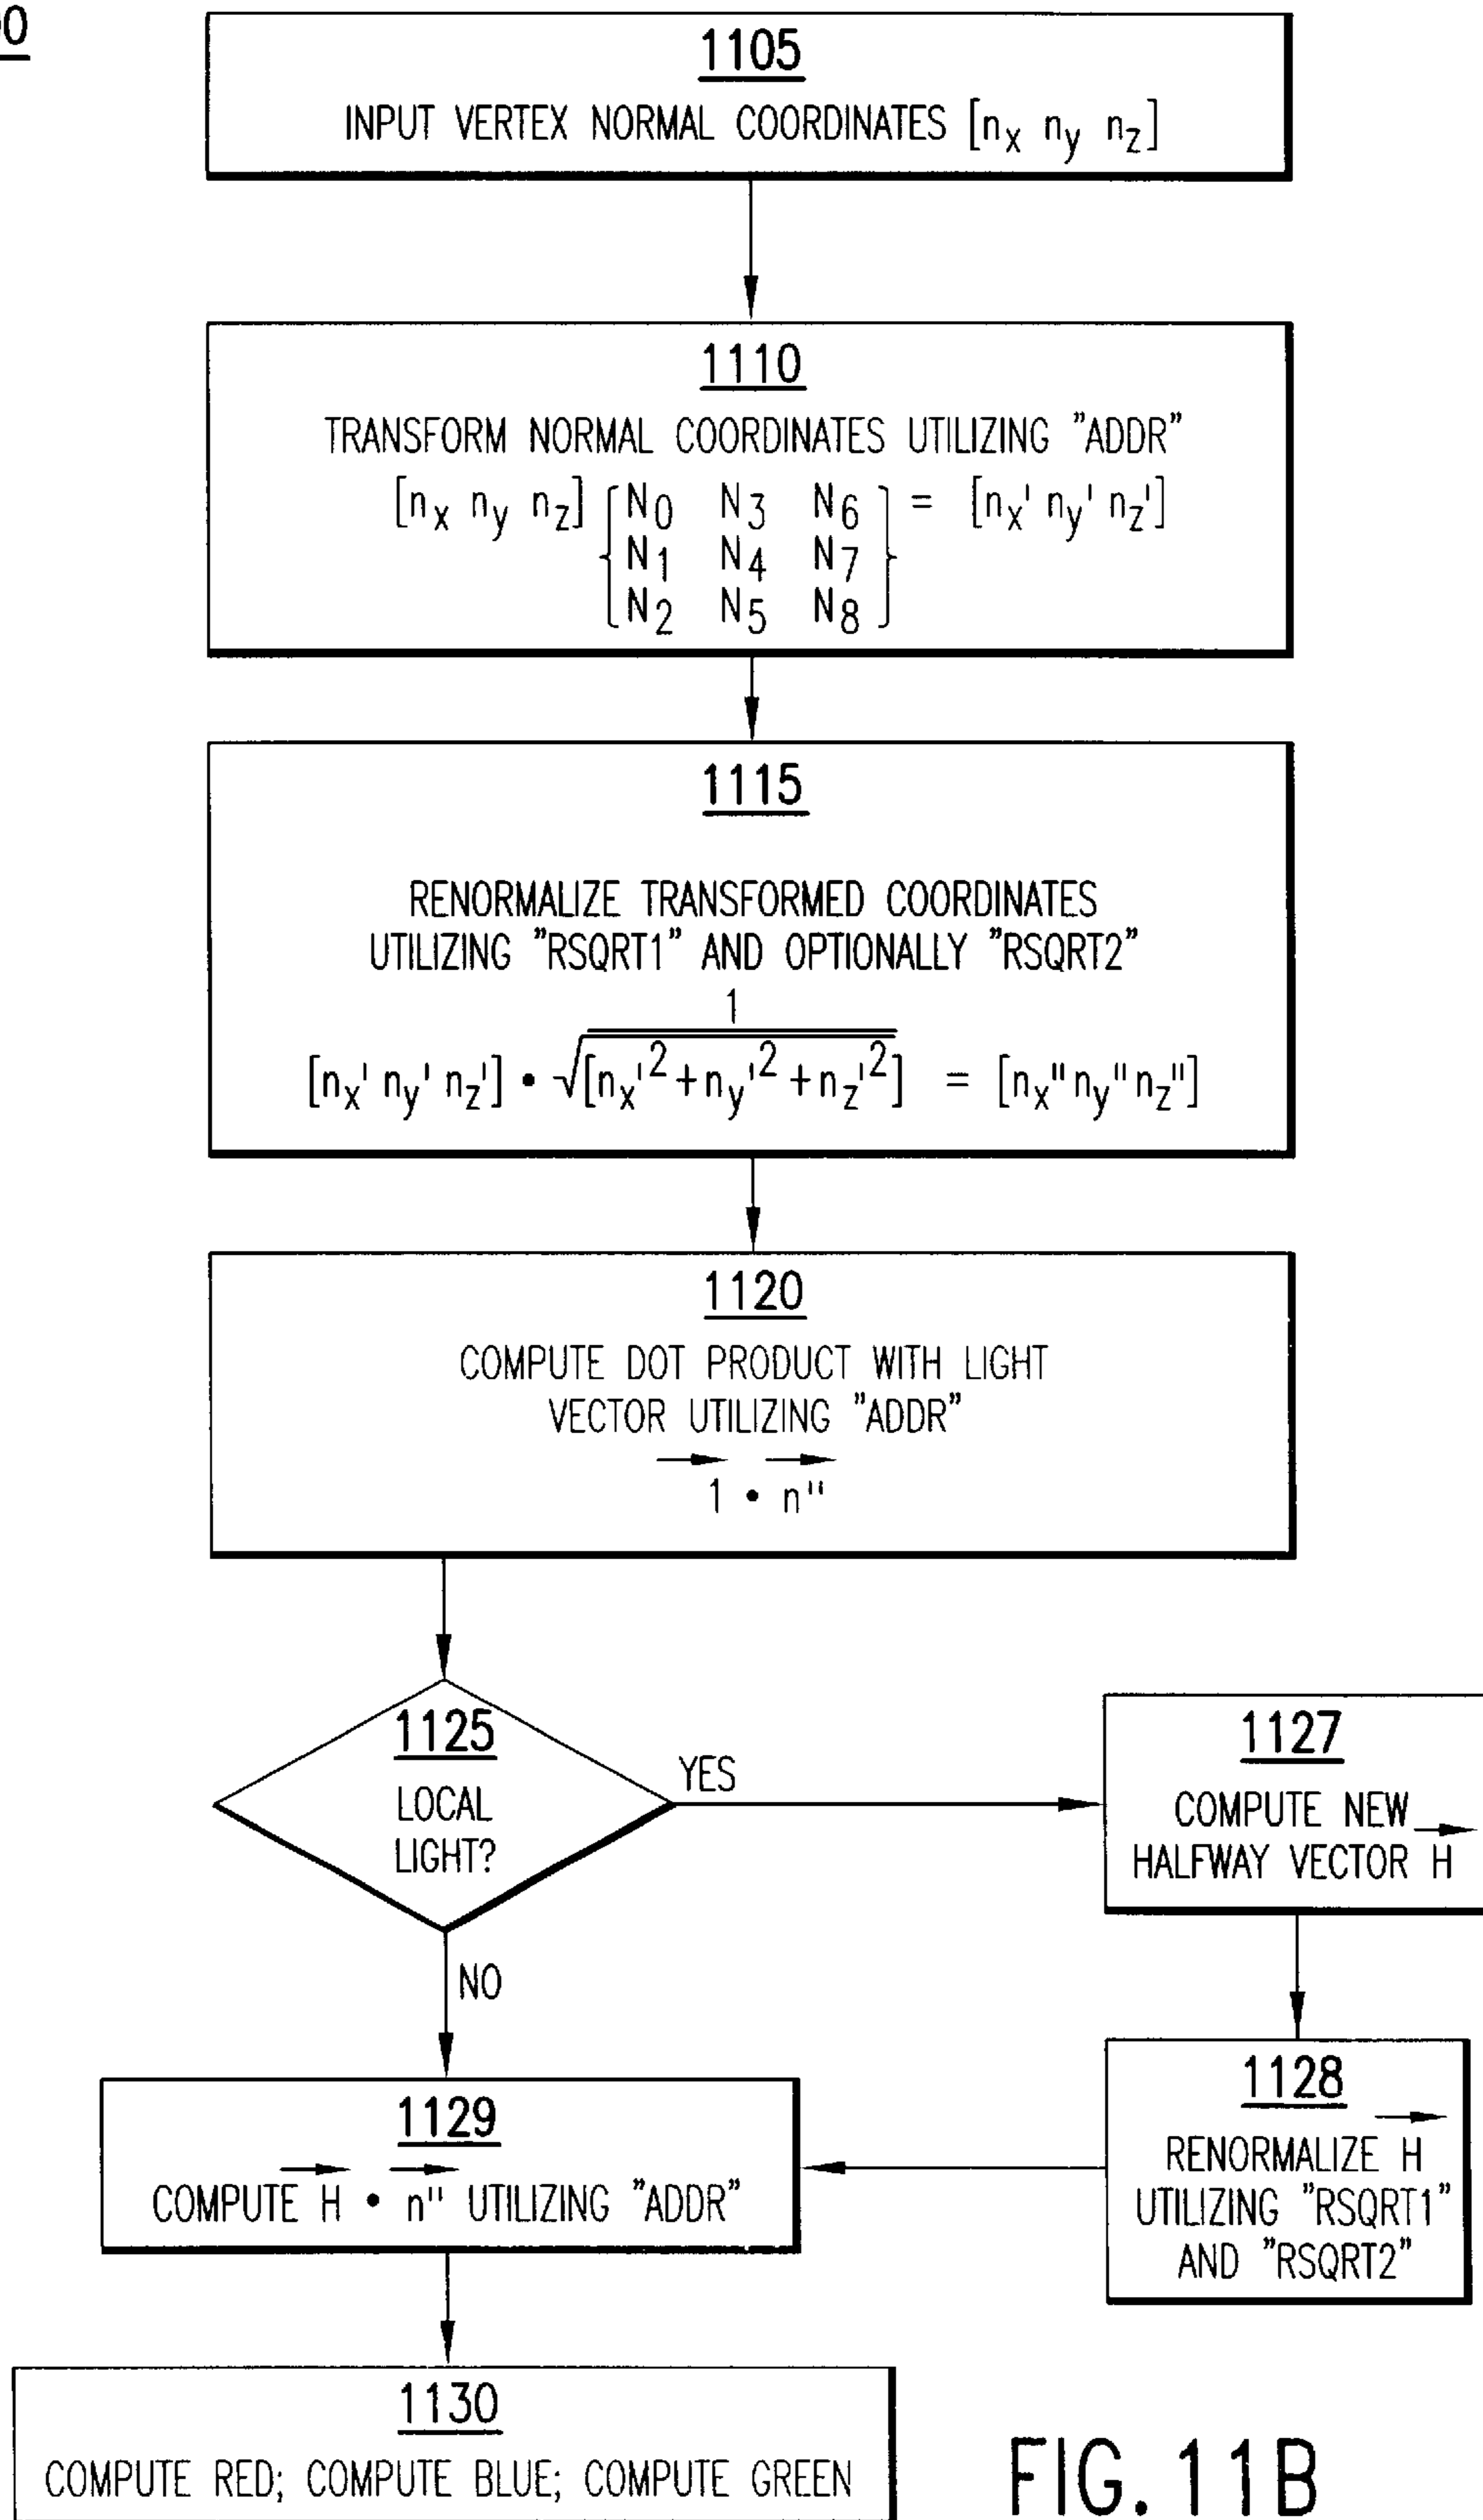 0
1105
INPUT VERTEX NORMAL COORDINATES [nx ny nz]
1110
TRANSFORM NORMAL COORDINATES UTILIZING "ADDR"
[nx ny nz] { N0 N3 N6 } = [nx' ny' nz']
N1 N4 N7
N2 N5 N8
1115
RENORMALIZE TRANSFORMED COORDINATES
UTILIZING "RSQRT1" AND OPTIONALLY "RSQRT2"
1
[nx' ny' nz'] • √[nx'2+ny'2+nz'2] = [nx"ny"nz"]
1120
COMPUTE DOT PRODUCT WITH LIGHT
VECTOR UTILIZING "ADDR"
1 • n"
1125
LOCAL
LIGHT?
YES
1127
COMPUTE NEW
HALFWAY VECTOR H
NO
1128
RENORMALIZE H
UTILIZING "RSQRT1"
AND "RSQRT2"
1129
COMPUTE H • n" UTILIZING "ADDR"
1130
COMPUTE RED; COMPUTE BLUE; COMPUTE GREEN
FIG. 11B